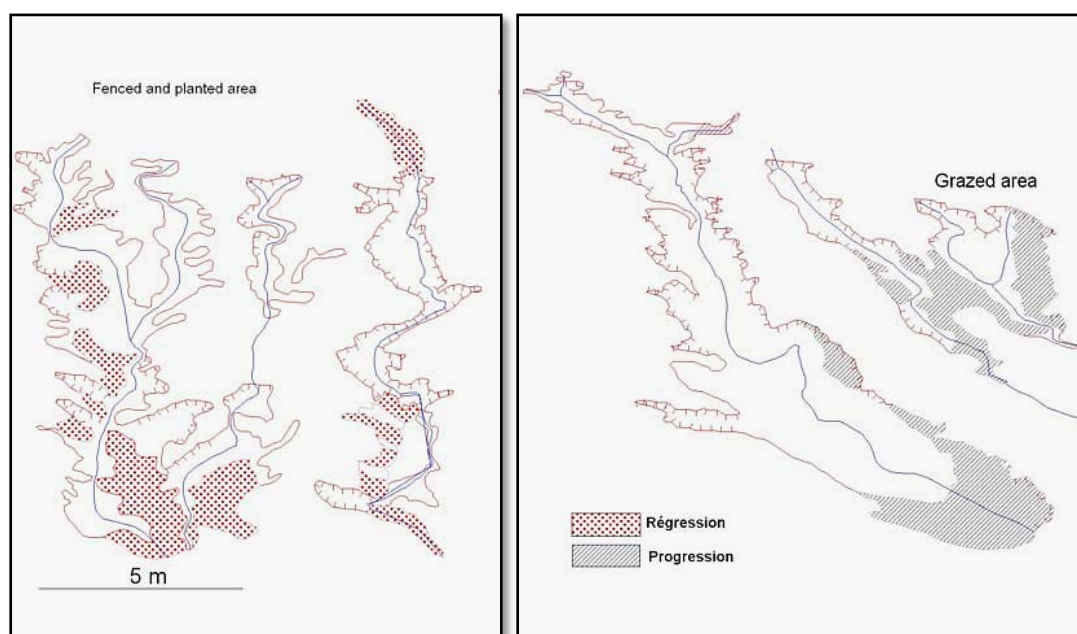 Fenced and planted area
5 m
Grazed area
Régression
Progression